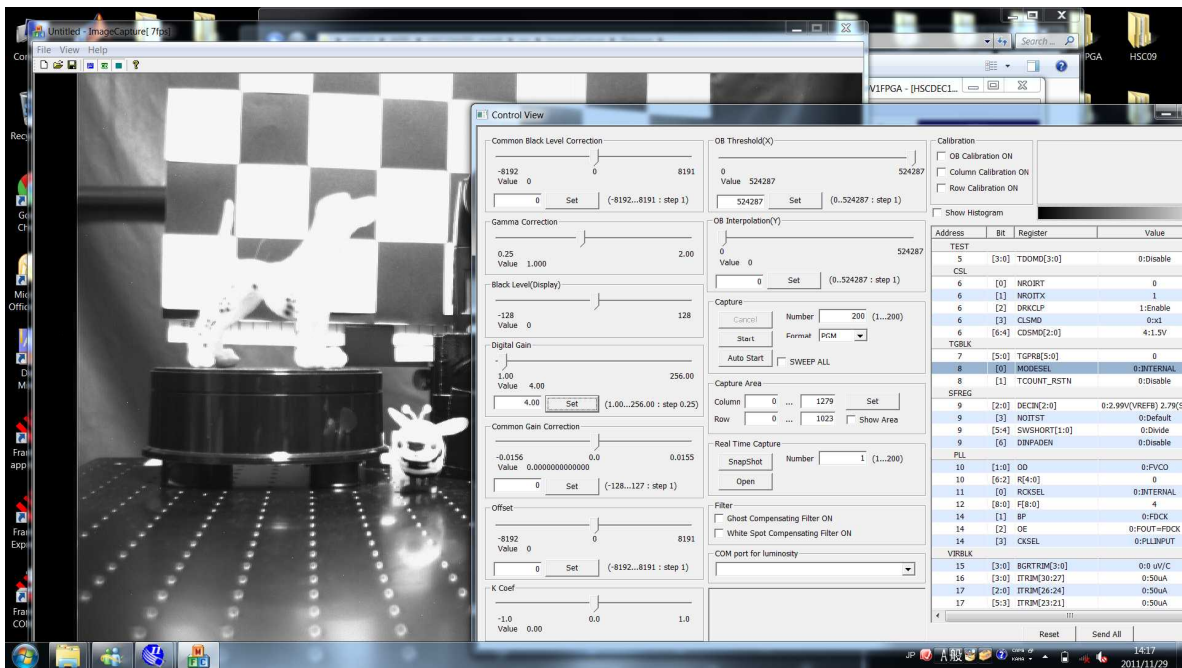 Untitled - ImageCapture[ 7fps]
File View Help
Search ...
PGA
HSC09
V1FPGA - [HSCDEC1...
Control View
Common Black Level Correction
-8192 0 8191
Value 0
0 Set (-8192...8191 : step 1)
Gamma Correction
0.25 2.00
Value 1.000
Black Level(Display)
-128 128
Value 0
Digital Gain
1.00 256.00
Value 4.00
4.00 Set (1.00...256.00 : step 0.25)
Common Gain Correction
-0.0156 0.0 0.0155
Value 0.0000000000000
0 Set (-128...127 : step 1)
Offset
-8192 0 8191
Value 0
0 Set (-8192...8191 : step 1)
K Coef
-1.0 0.0 1.0
Value 0.00
OB Threshold(X)
0 524287
Value 524287
524287 Set (0..524287 : step 1)
OB Interpolation(Y)
0 524287
Value 0
0 Set (0..524287 : step 1)
Capture
Cancel Number 200 (1...200)
Start Format PGM
Auto Start SWEEP ALL
Capture Area
Column 0 ... 1279 Set
Row 0 ... 1023 Show Area
Real Time Capture
SnapShot Number 1 (1...200)
Open
Filter
Ghost Compensating Filter ON
White Spot Compensating Filter ON
COM port for luminosity
Calibration
OB Calibration ON
Column Calibration ON
Row Calibration ON
Show Histogram
Address Bit Register Value
TEST
5 [3:0] TDOMD[3:0] 0:Disable
CSL
6 [0] NROIRT 0
6 [1] NROITX 1
6 [2] DRKCLP 1:Enable
6 [3] CLSMD 0:x1
6 [6:4] CDSMD[2:0] 4:1.5V
TGBLK
7 [5:0] TGPRB[5:0] 0
8 [0] MODESEL 0:INTERNAL
8 [1] TCOUNT_RSTN 0:Disable
SFREG
9 [2:0] DECIN[2:0] 0:2.99V(VREFB) 2.79(S
9 [3] NOITST 0:Default
9 [5:4] SWSHORT[1:0] 0:Divide
9 [6] DINPADEN 0:Disable
PLL
10 [1:0] OD 0:FVCO
10 [6:2] R[4:0] 0
11 [0] RCKSEL 0:INTERNAL
12 [8:0] F[8:0] 4
14 [1] BP 0:FDCK
14 [2] OE 0:FOUT=FDCK
14 [3] CKSEL 0:PLLINPUT
VIRBLK
15 [3:0] BGRTRIM[3:0] 0:0 uV/C
16 [3:0] ITRIM[30:27] 0:50uA
17 [2:0] ITRIM[26:24] 0:50uA
17 [5:3] ITRIM[23:21] 0:50uA
Reset Send All
JP A般
14:17
2011/11/29